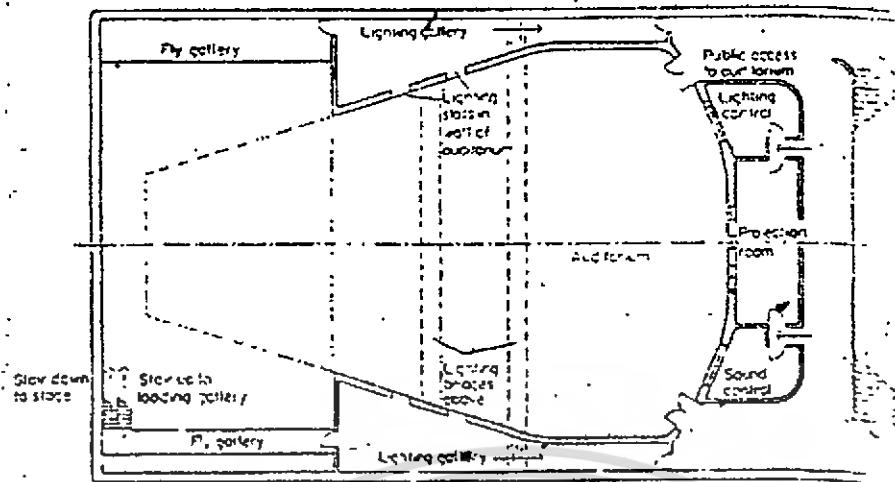 Lighting gallery
Fly gallery
Public access
to auditorium
Lighting
control
Lighting
slots in
wall of
auditorium
Projection
room
Auditorium
Stair down
to stage
Stair up to
loading gallery
Lighting
bridges
above
Sound
control
Fly gallery
Lighting gallery